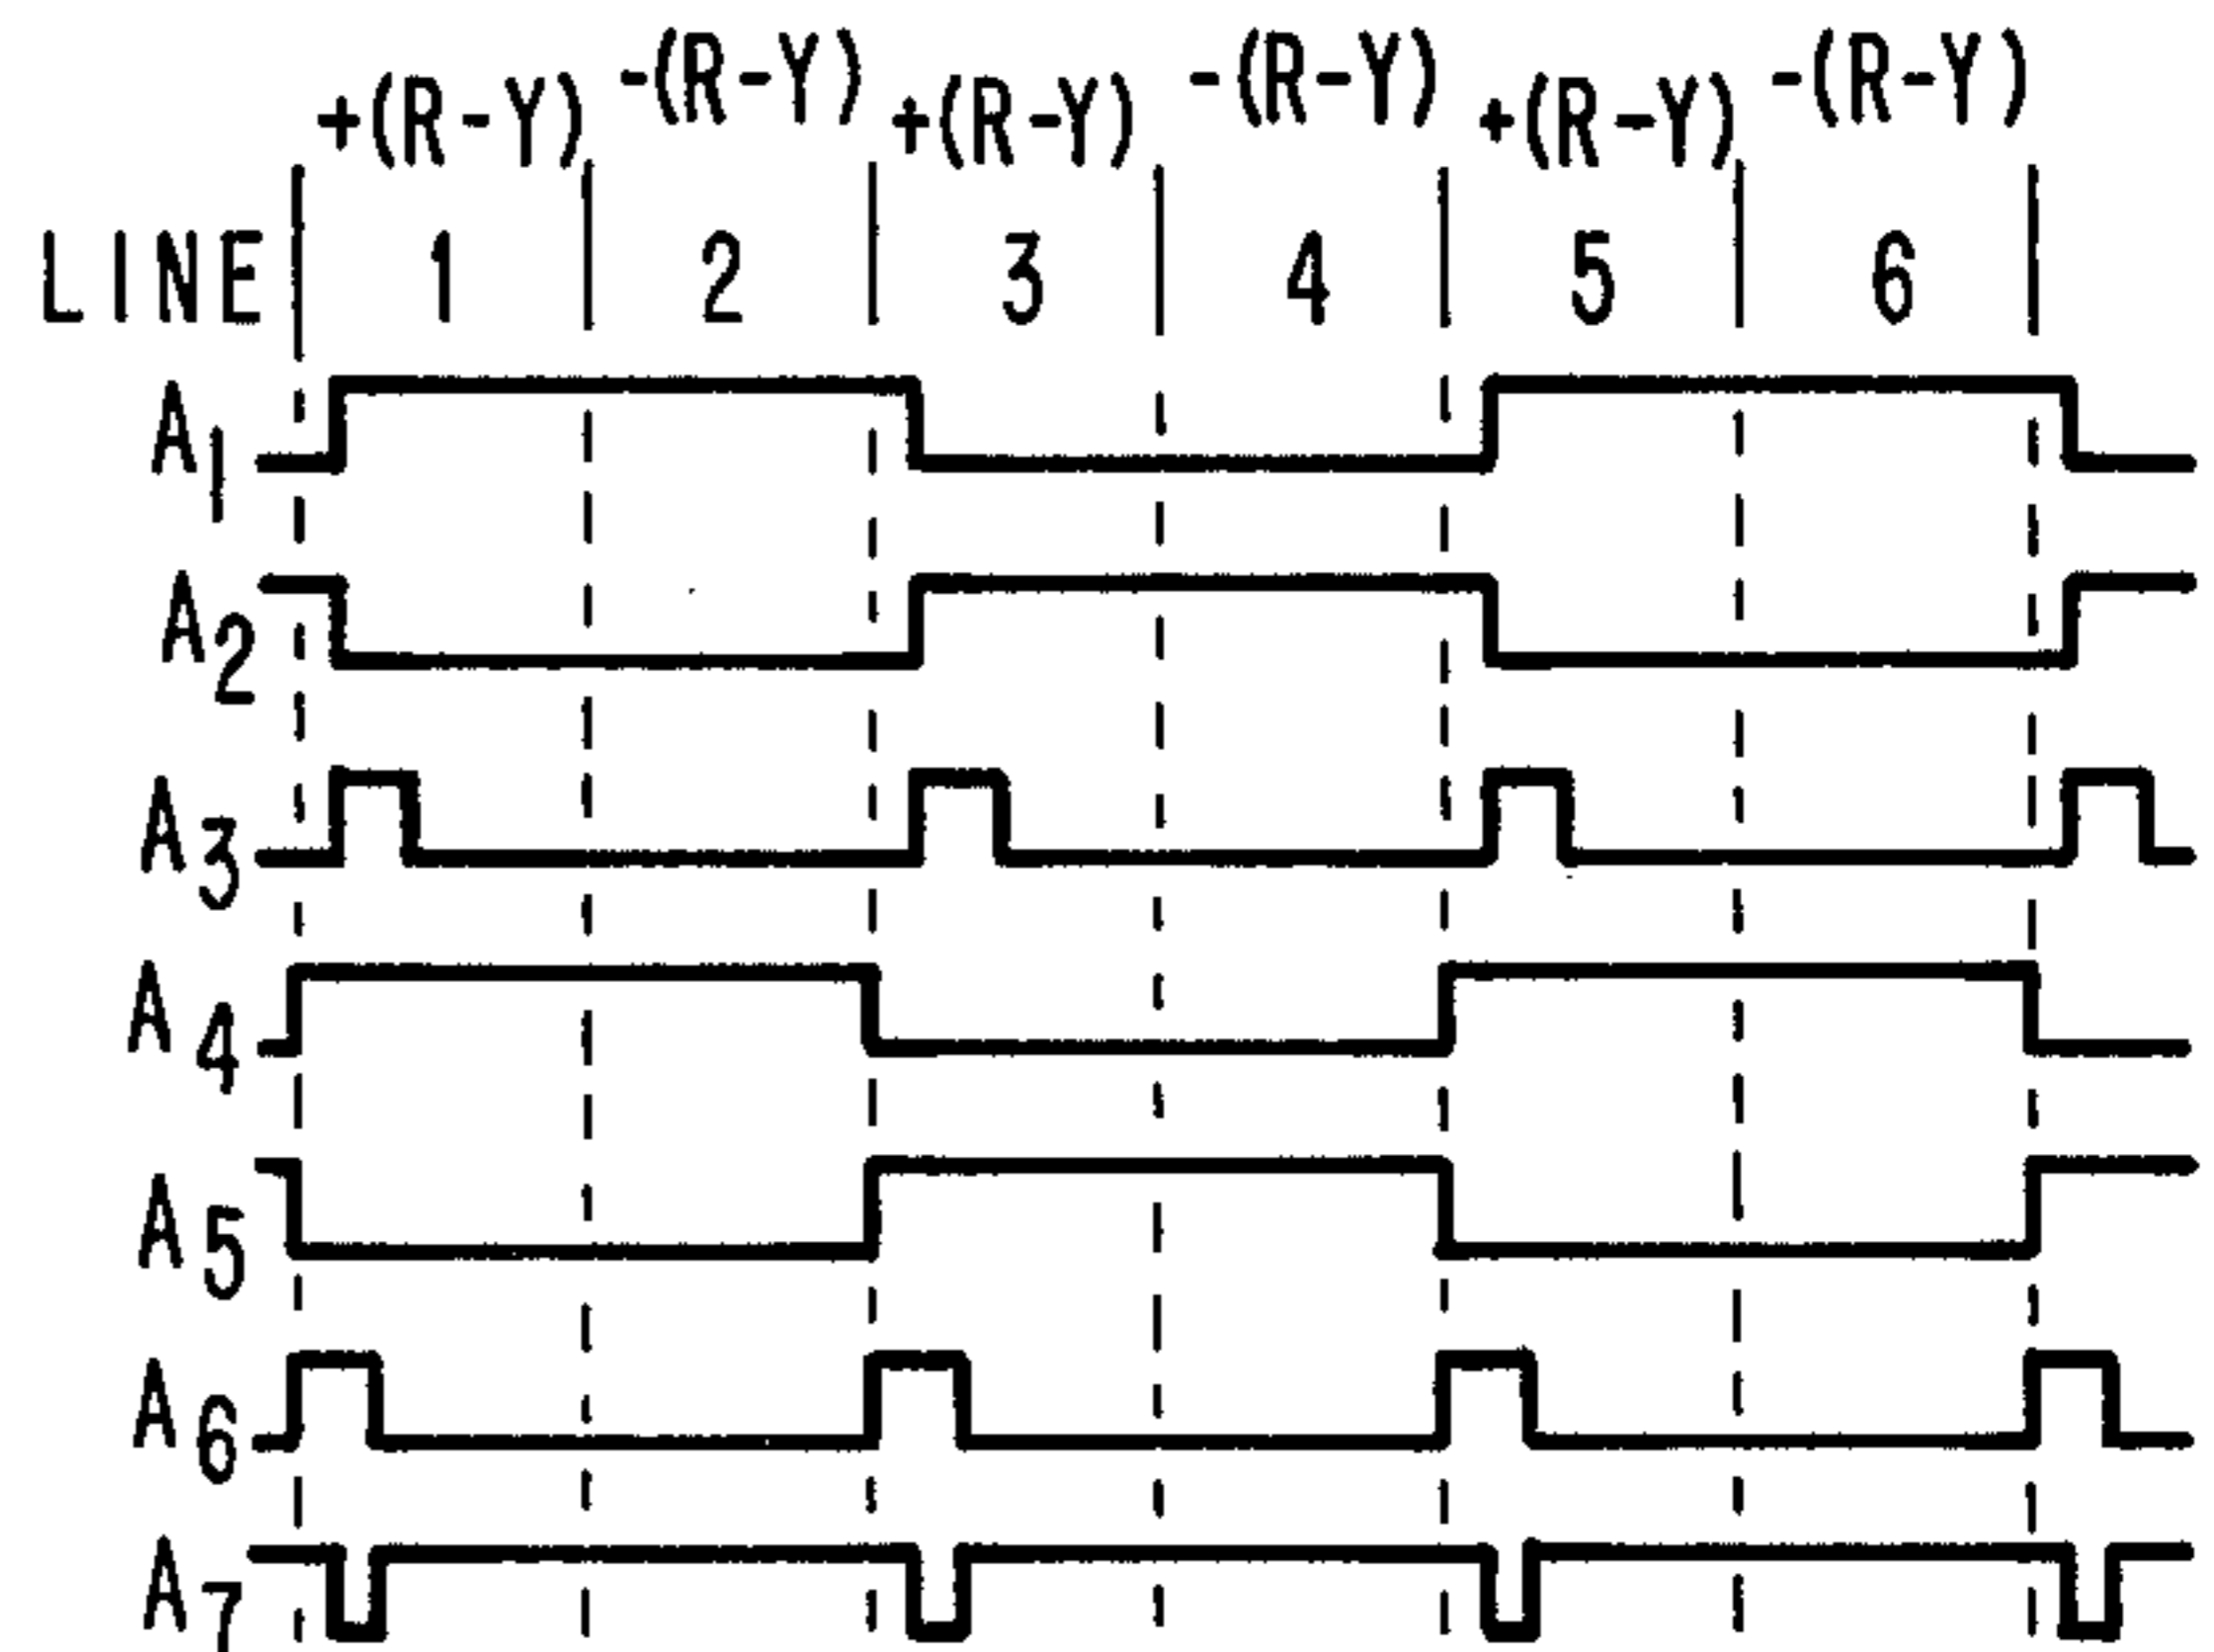 +(R-Y) -(R-Y) +(R-Y) -(R-Y) +(R-Y) -(R-Y)
LINE 1 2 3 4 5 6
A1
A2
A3
A4
A5
A6
A7